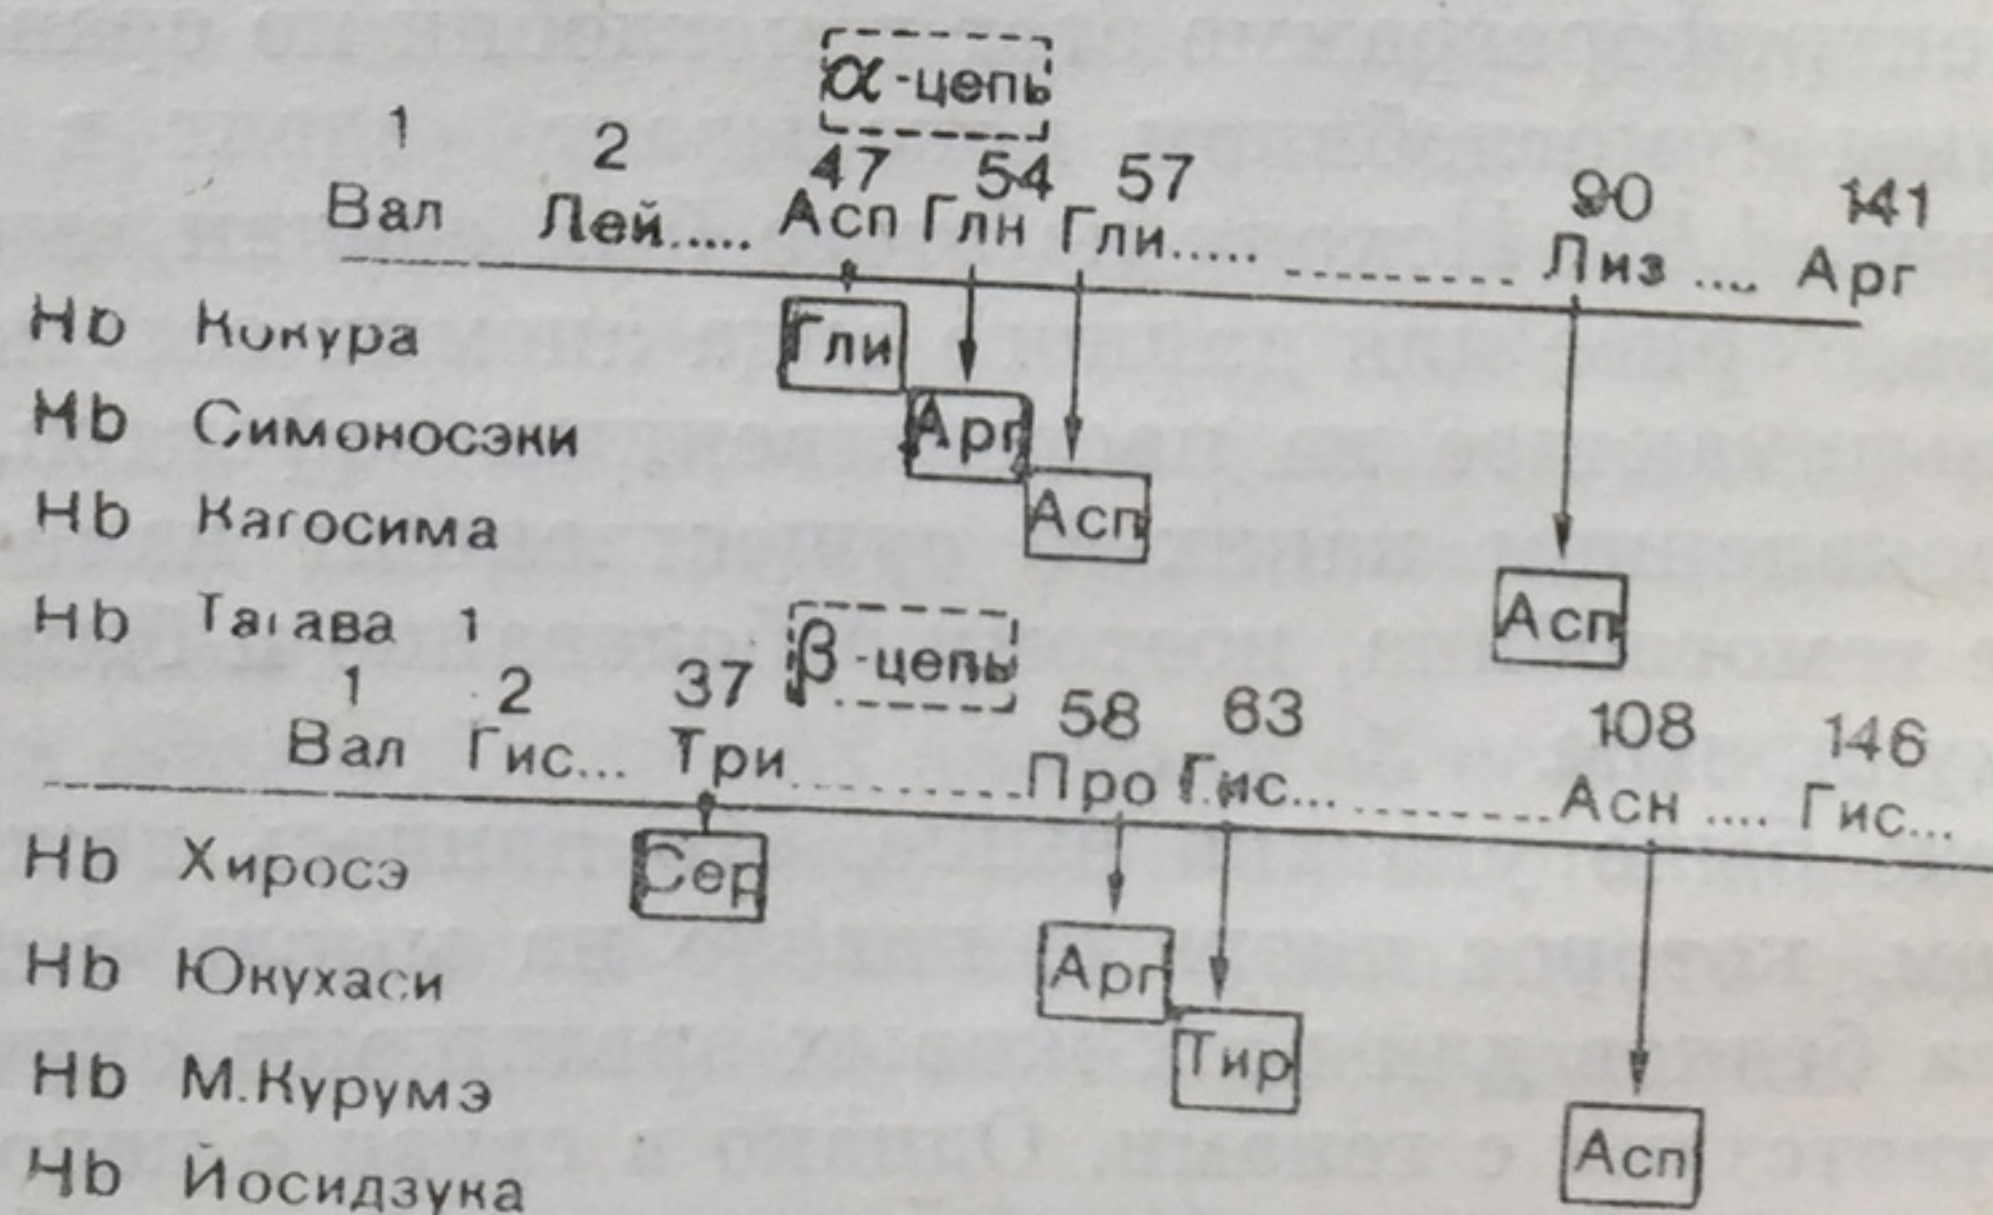 α-цепь
1 2 47 54 57 90 141
Вал Лей..... Асп Глн Гли..... Лиз .... Арг
Hb Кокура Гли
Hb Симоносэки Арг
Hb Кагосима Асп
Hb Тагава 1 Асп
β-цепь
1 2 37 58 63 108 146
Вал Гис... Три Про Гис... Асн .... Гис...
Hb Хиросэ Сер
Hb Юкухаси Арг
Hb М.Курумэ Тир
Hb Йосидзука Асп